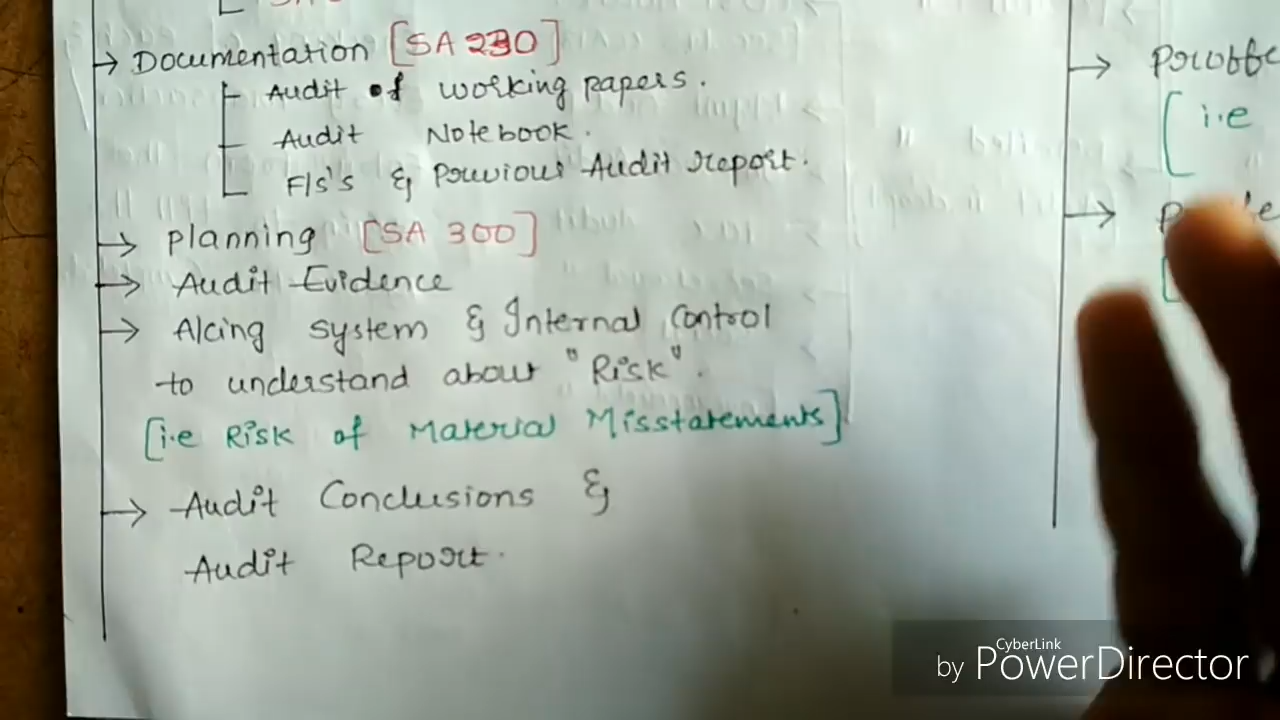 → Documentation [SA 230]
Audit of working papers.
Audit Notebook.
F/s's & Previous Audit report.
→ planning [SA 300]
→ Audit Evidence
→ A/cing system & Internal Control
to understand about "Risk".
[i.e Risk of Material Misstatements]
→ Audit Conclusions &
Audit Report.
→
[i.e
→
CyberLink
by PowerDirector